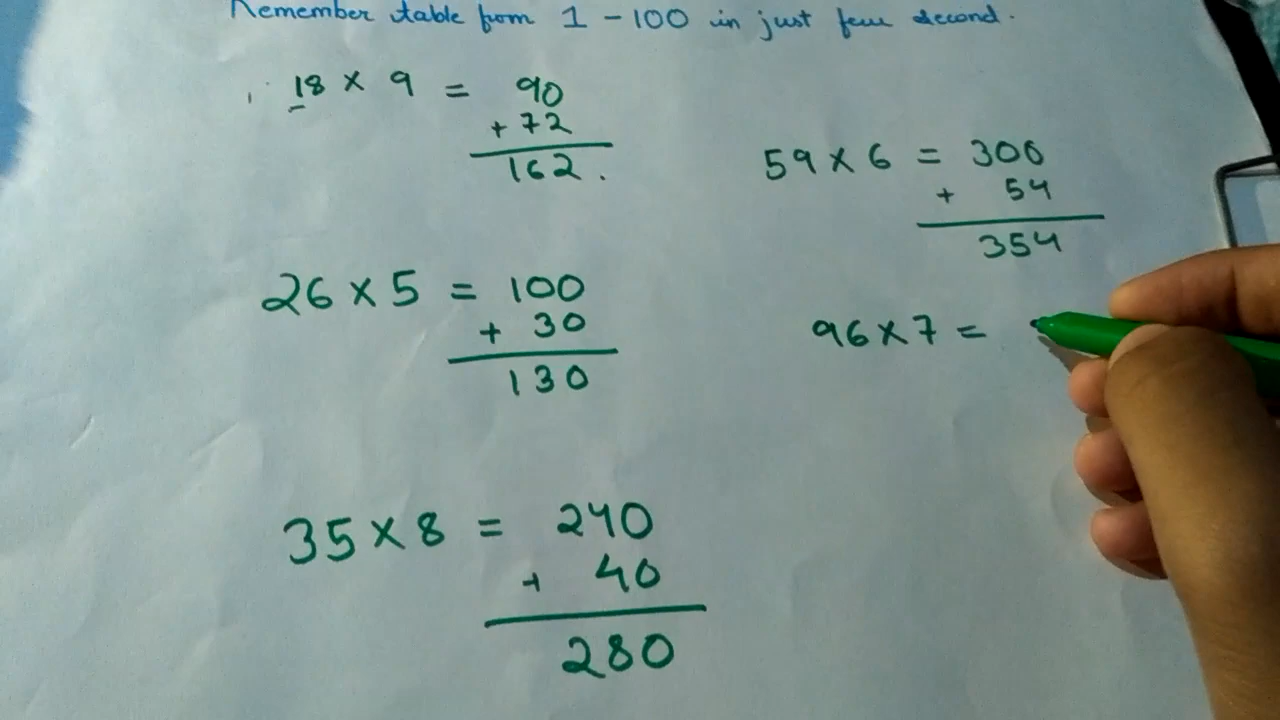 Remember table from 1 - 100 in just few second.
18 × 9 = 90
+ 72
162.
26 × 5 = 100
+ 30
130
35 × 8 = 240
+ 40
280
59 × 6 = 300
+ 54
354
96 × 7 =